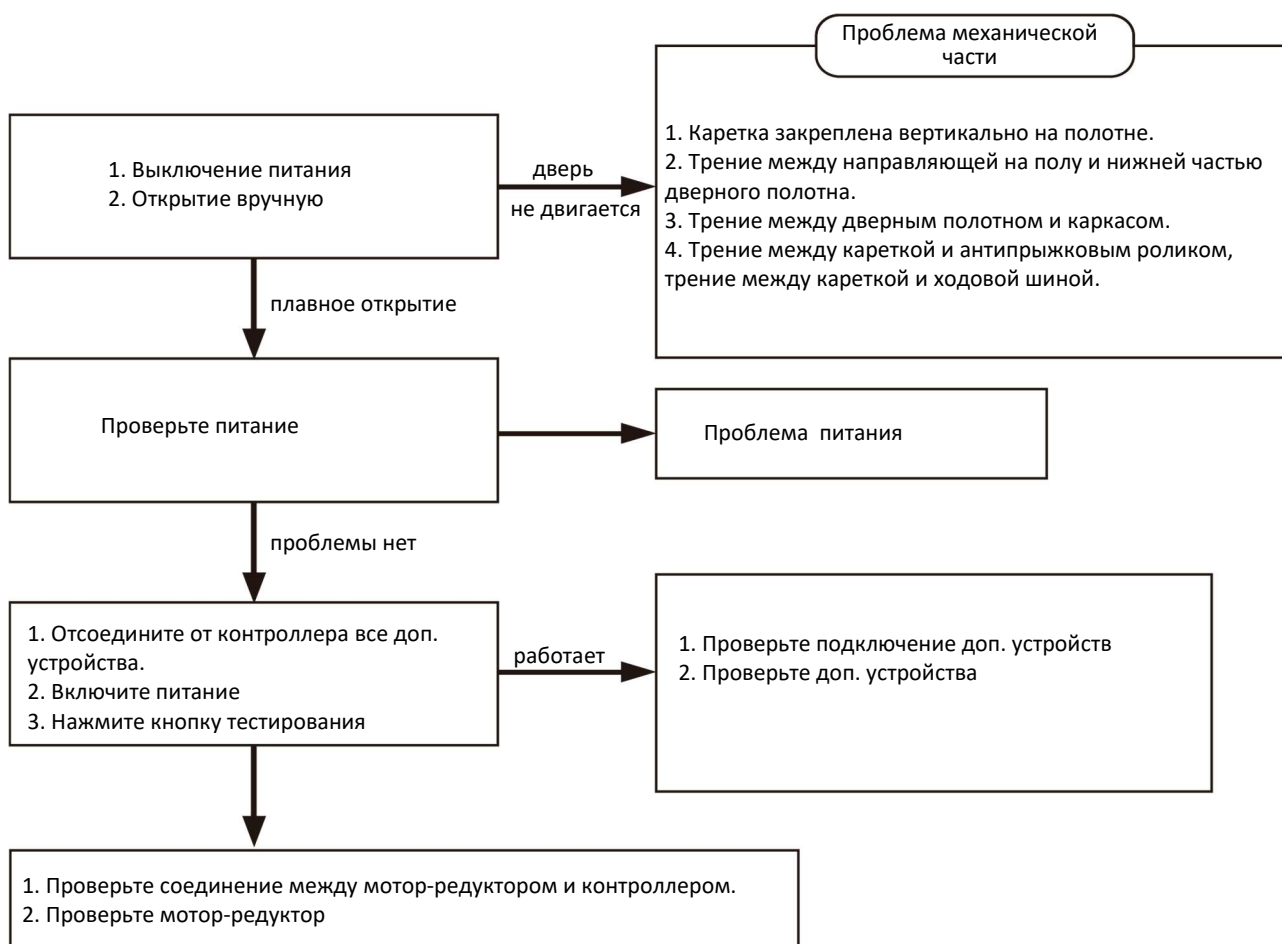 Проблема механической
части
1. Выключение питания
2. Открытие вручную
дверь
не двигается
1. Каретка закреплена вертикально на полотне.
2. Трение между направляющей на полу и нижней частью
дверного полотна.
3. Трение между дверным полотном и каркасом.
4. Трение между кареткой и антипрыжковым роликом,
трение между кареткой и ходовой шиной.
плавное открытие
Проверьте питание
Проблема питания
проблемы нет
1. Отсоедините от контроллера все доп.
устройства.
2. Включите питание
3. Нажмите кнопку тестирования
работает
1. Проверьте подключение доп. устройств
2. Проверьте доп. устройства
1. Проверьте соединение между мотор-редуктором и контроллером.
2. Проверьте мотор-редуктор